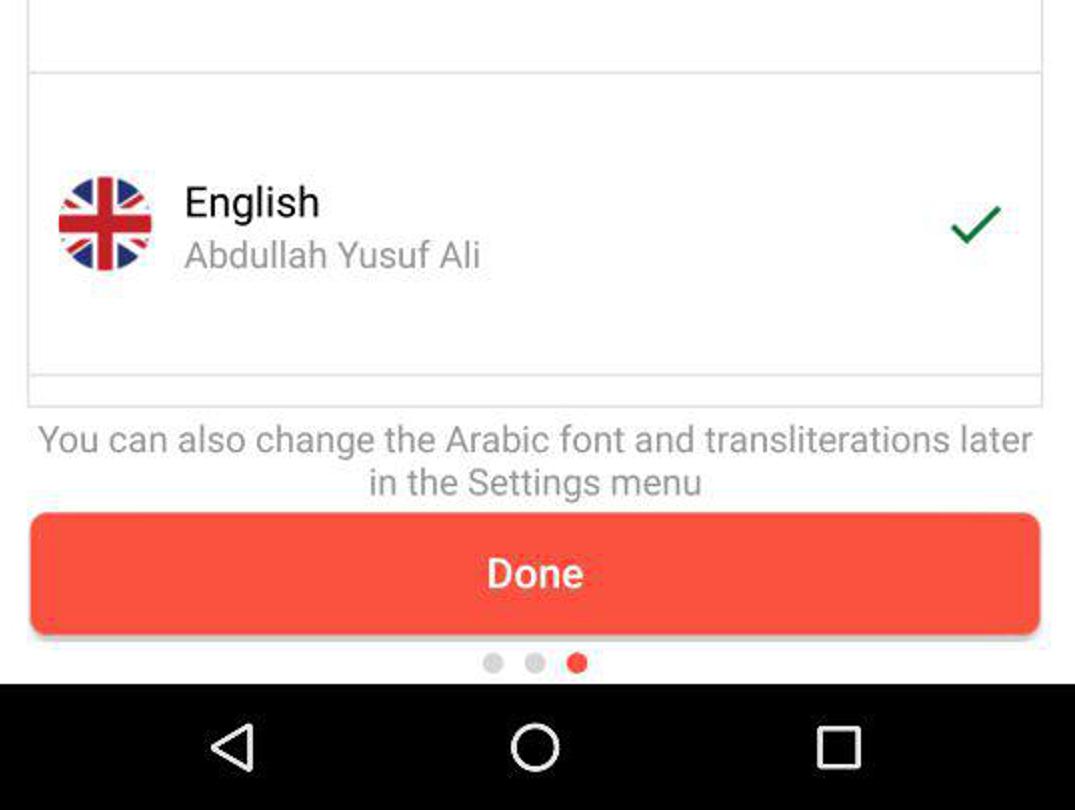 English
Abdullah Yusuf Ali
You can also change the Arabic font and transliterations later
in the Settings menu
Done